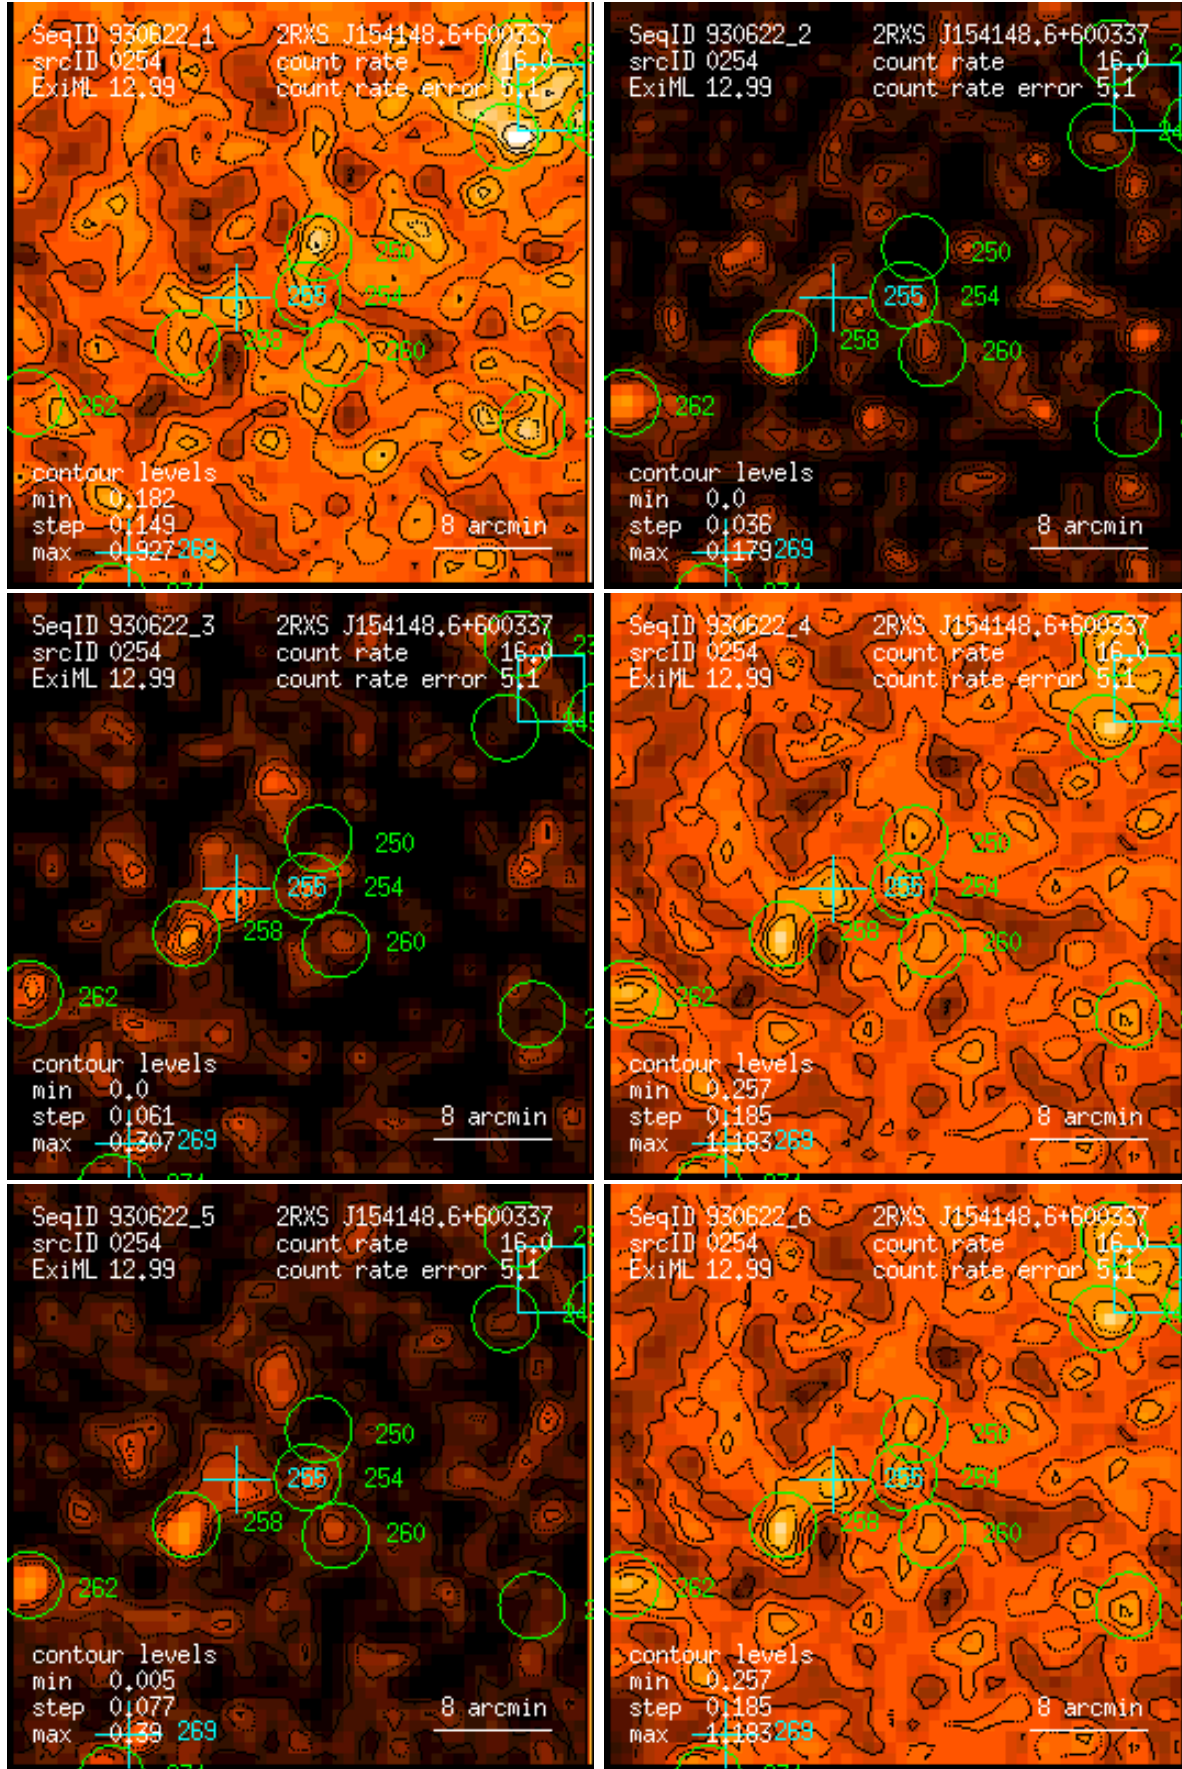 SeqID 930622_1 2RXS J154148.6+600337
srcID 0254 count rate 16.0
ExiML 12.99 count rate error 5.1
250
255 254
258
260
262
contour levels
min 0.182
step 0.149
max 0.927
269
8 arcmin
SeqID 930622_2 2RXS J154148.6+600337
srcID 0254 count rate 16.0
ExiML 12.99 count rate error 5.1
250
255 254
258
260
262
contour levels
min 0.0
step 0.036
max 0.179
269
8 arcmin
SeqID 930622_3 2RXS J154148.6+600337
srcID 0254 count rate 16.0
ExiML 12.99 count rate error 5.1
250
255 254
258
260
262
contour levels
min 0.0
step 0.061
max 0.307
269
8 arcmin
SeqID 930622_4 2RXS J154148.6+600337
srcID 0254 count rate 16.0
ExiML 12.99 count rate error 5.1
250
255 254
258
260
262
contour levels
min 0.257
step 0.185
max 1.183
269
8 arcmin
SeqID 930622_5 2RXS J154148.6+600337
srcID 0254 count rate 16.0
ExiML 12.99 count rate error 5.1
250
255 254
258
260
262
contour levels
min 0.005
step 0.077
max 0.39
269
8 arcmin
SeqID 930622_6 2RXS J154148.6+600337
srcID 0254 count rate 16.0
ExiML 12.99 count rate error 5.1
250
255 254
258
260
262
contour levels
min 0.257
step 0.185
max 1.183
269
8 arcmin